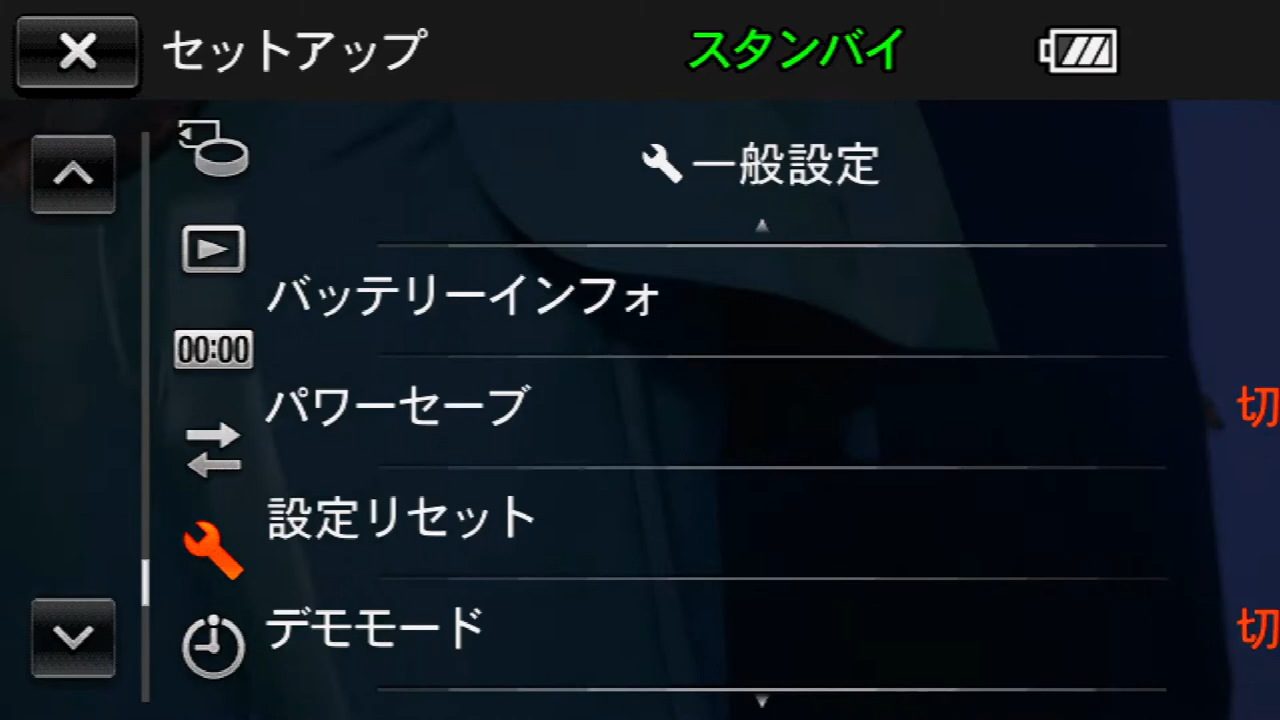 セットアップ
スタンバイ
一般設定
00:00
バッテリーインフォ
パワーセーブ
切
設定リセット
デモモード
切